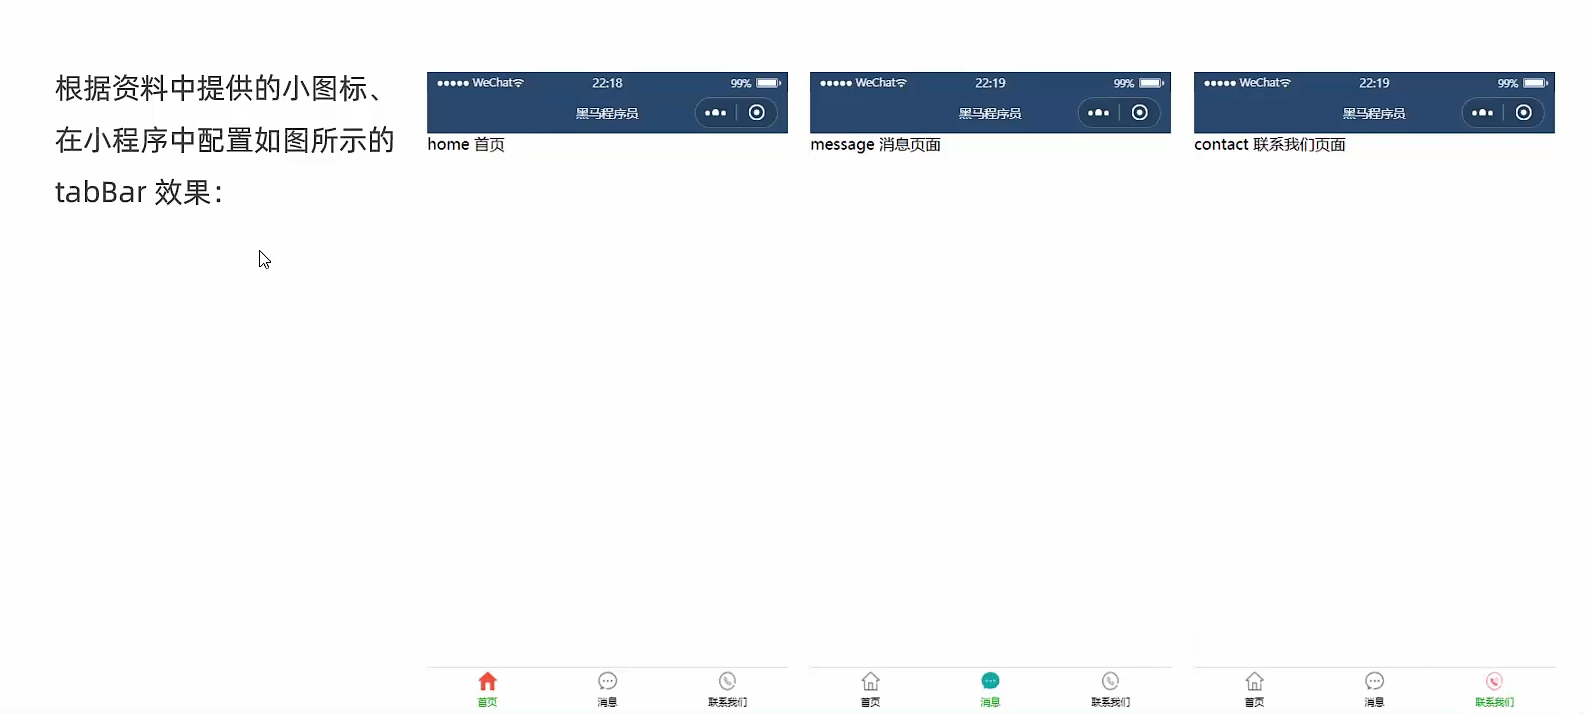 根据资料中提供的小图标、
在小程序中配置如图所示的
tabBar 效果：
WeChat 22:18 99%
黑马程序员
home 首页
首页 消息 联系我们
WeChat 22:19 99%
黑马程序员
message 消息页面
首页 消息 联系我们
WeChat 22:19 99%
黑马程序员
contact 联系我们页面
首页 消息 联系我们